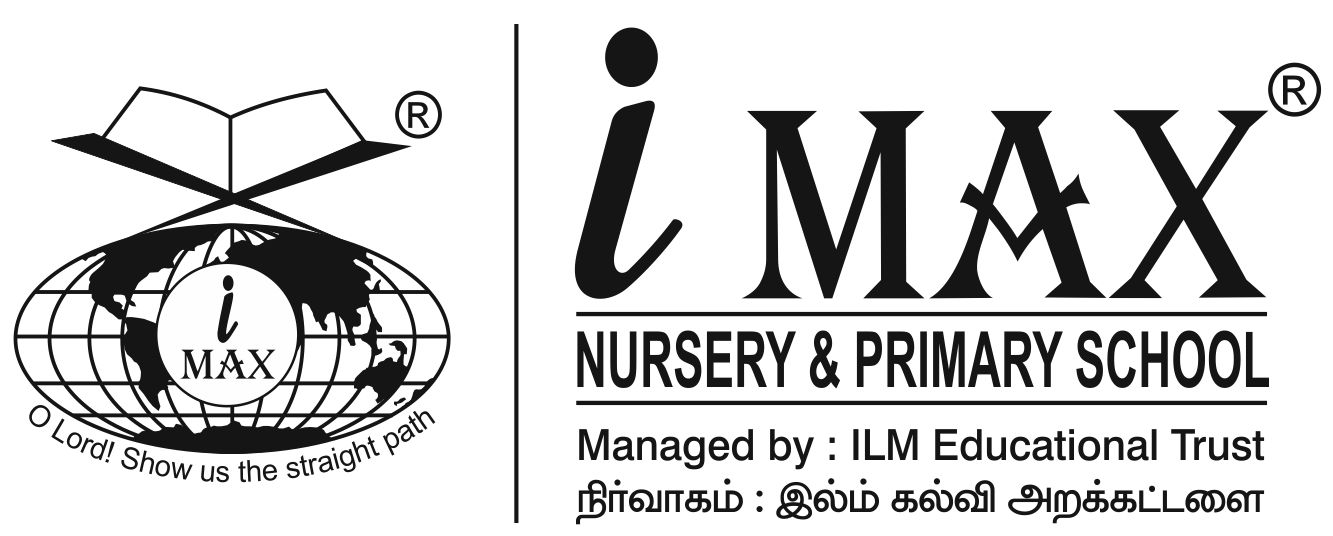 ®
i
MAX
O Lord! Show us the straight path
i MAX®
NURSERY & PRIMARY SCHOOL
Managed by : ILM Educational Trust
நிர்வாகம் : இல்ம் கல்வி அறக்கட்டளை